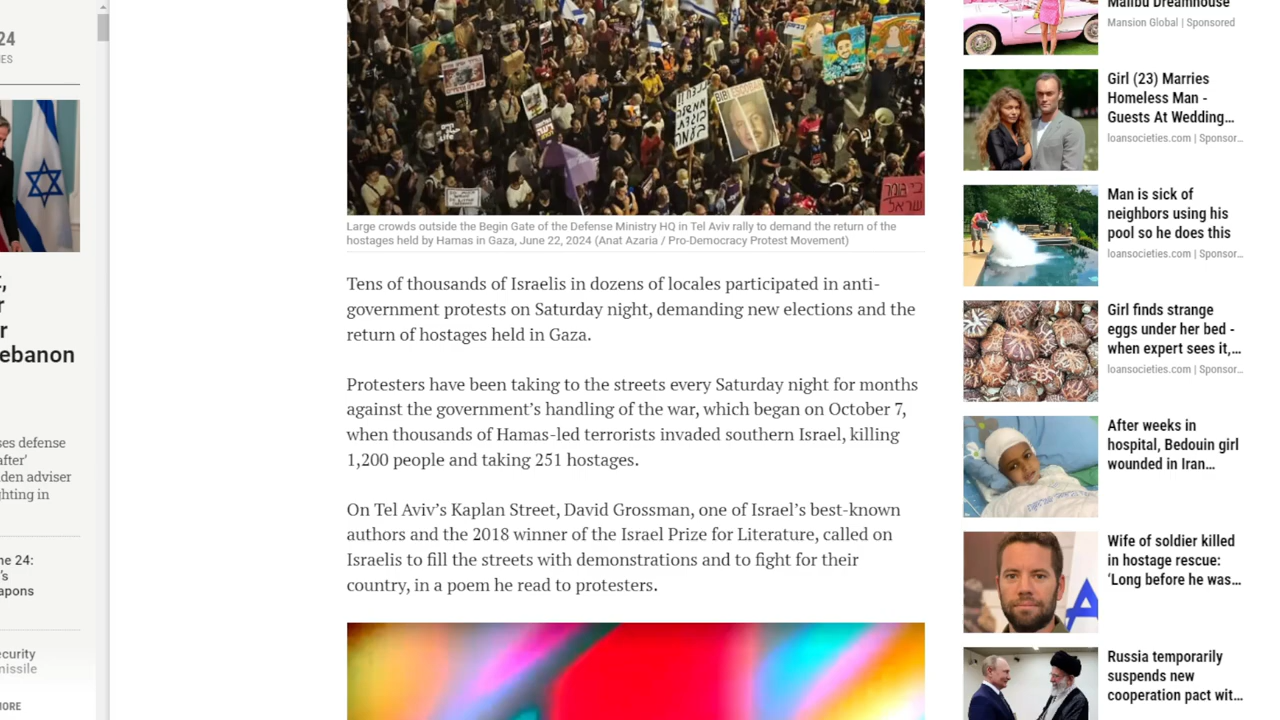 24
ES
,
r
r
ebanon
ses defense
after'
den adviser
hting in
ne 24:
's
apons
ecurity
missile
MORE
BIBI ESCOBAR
Large crowds outside the Begin Gate of the Defense Ministry HQ in Tel Aviv rally to demand the return of the
hostages held by Hamas in Gaza, June 22, 2024 (Anat Azaria / Pro-Democracy Protest Movement)
Tens of thousands of Israelis in dozens of locales participated in anti-
government protests on Saturday night, demanding new elections and the
return of hostages held in Gaza.
Protesters have been taking to the streets every Saturday night for months
against the government’s handling of the war, which began on October 7,
when thousands of Hamas-led terrorists invaded southern Israel, killing
1,200 people and taking 251 hostages.
On Tel Aviv’s Kaplan Street, David Grossman, one of Israel’s best-known
authors and the 2018 winner of the Israel Prize for Literature, called on
Israelis to fill the streets with demonstrations and to fight for their
country, in a poem he read to protesters.
Malibu Dreamhouse
Mansion Global | Sponsored
Girl (23) Marries
Homeless Man -
Guests At Wedding...
loansocieties.com | Sponsor...
Man is sick of
neighbors using his
pool so he does this
loansocieties.com | Sponsor...
Girl finds strange
eggs under her bed -
when expert sees it,...
loansocieties.com | Sponsor...
After weeks in
hospital, Bedouin girl
wounded in Iran...
Wife of soldier killed
in hostage rescue:
‘Long before he was...
Russia temporarily
suspends new
cooperation pact wit...